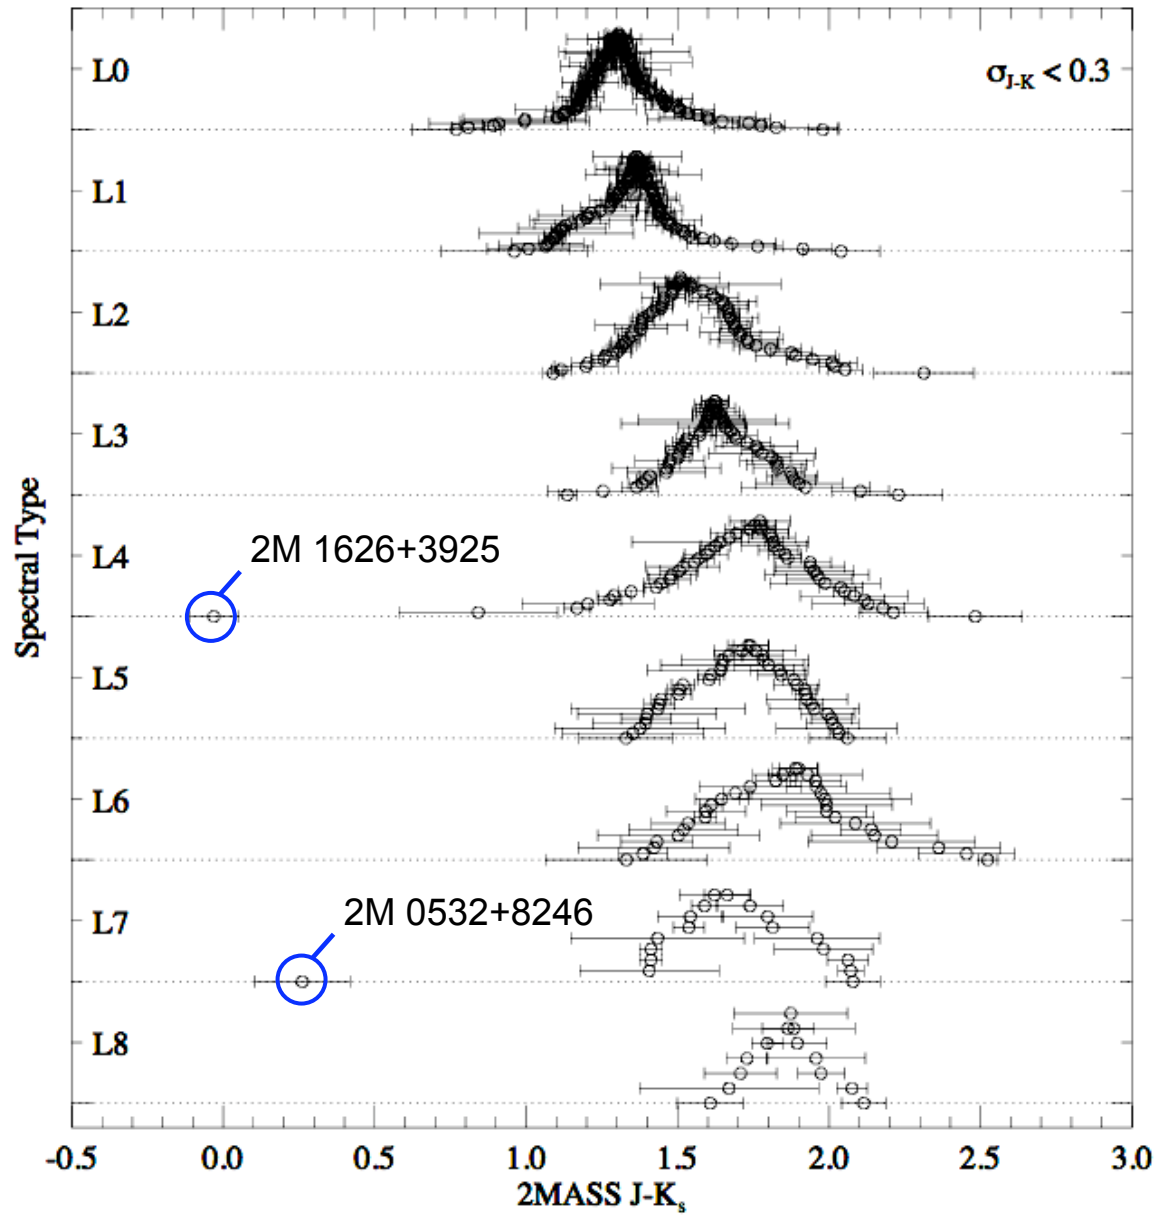 L0
σJ-K < 0.3
L1
L2
L3
L4
2M 1626+3925
L5
L6
L7
2M 0532+8246
L8
Spectral Type
-0.5 0.0 0.5 1.0 1.5 2.0 2.5 3.0
2MASS J-Ks